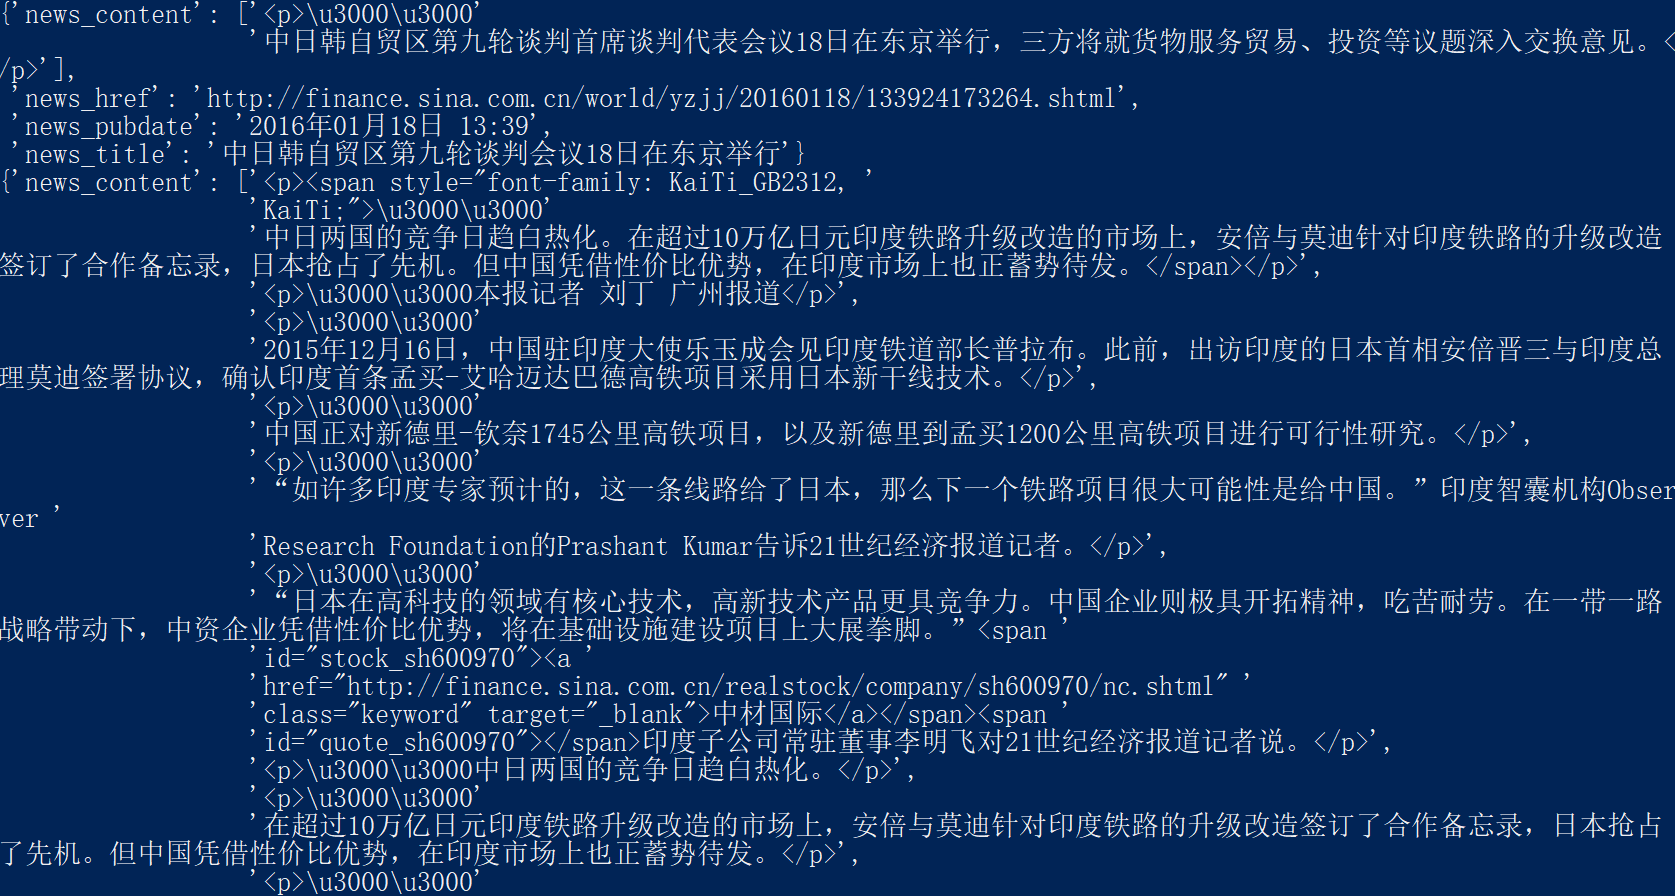 {'news_content': ['<p>\u3000\u3000'
'中日韩自贸区第九轮谈判首席谈判代表会议18日在东京举行，三方将就货物服务贸易、投资等议题深入交换意见。<
/p>'],
'news_href': 'http://finance.sina.com.cn/world/yzjj/20160118/133924173264.shtml',
'news_pubdate': '2016年01月18日 13:39',
'news_title': '中日韩自贸区第九轮谈判会议18日在东京举行'}
{'news_content': ['<p><span style="font-family: KaiTi_GB2312, '
'KaiTi;">\u3000\u3000'
'中日两国的竞争日趋白热化。在超过10万亿日元印度铁路升级改造的市场上，安倍与莫迪针对印度铁路的升级改造
签订了合作备忘录，日本抢占了先机。但中国凭借性价比优势，在印度市场上也正蓄势待发。</span></p>',
'<p>\u3000\u3000本报记者 刘丁 广州报道</p>',
'<p>\u3000\u3000'
'2015年12月16日，中国驻印度大使乐玉成会见印度铁道部长普拉布。此前，出访印度的日本首相安倍晋三与印度总
理莫迪签署协议，确认印度首条孟买-艾哈迈达巴德高铁项目采用日本新干线技术。</p>',
'<p>\u3000\u3000'
'中国正对新德里-钦奈1745公里高铁项目，以及新德里到孟买1200公里高铁项目进行可行性研究。</p>',
'<p>\u3000\u3000'
'“如许多印度专家预计的，这一条线路给了日本，那么下一个铁路项目很大可能性是给中国。”印度智囊机构Obser
ver '
'Research Foundation的Prashant Kumar告诉21世纪经济报道记者。</p>',
'<p>\u3000\u3000'
'“日本在高科技的领域有核心技术，高新技术产品更具竞争力。中国企业则极具开拓精神，吃苦耐劳。在一带一路
战略带动下，中资企业凭借性价比优势，将在基础设施建设项目上大展拳脚。”<span '
'id="stock_sh600970"><a '
'href="http://finance.sina.com.cn/realstock/company/sh600970/nc.shtml" '
'class="keyword" target="_blank">中材国际</a></span><span '
'id="quote_sh600970"></span>印度子公司常驻董事李明飞对21世纪经济报道记者说。</p>',
'<p>\u3000\u3000中日两国的竞争日趋白热化。</p>',
'<p>\u3000\u3000'
'在超过10万亿日元印度铁路升级改造的市场上，安倍与莫迪针对印度铁路的升级改造签订了合作备忘录，日本抢占
了先机。但中国凭借性价比优势，在印度市场上也正蓄势待发。</p>',
'<p>\u3000\u3000'